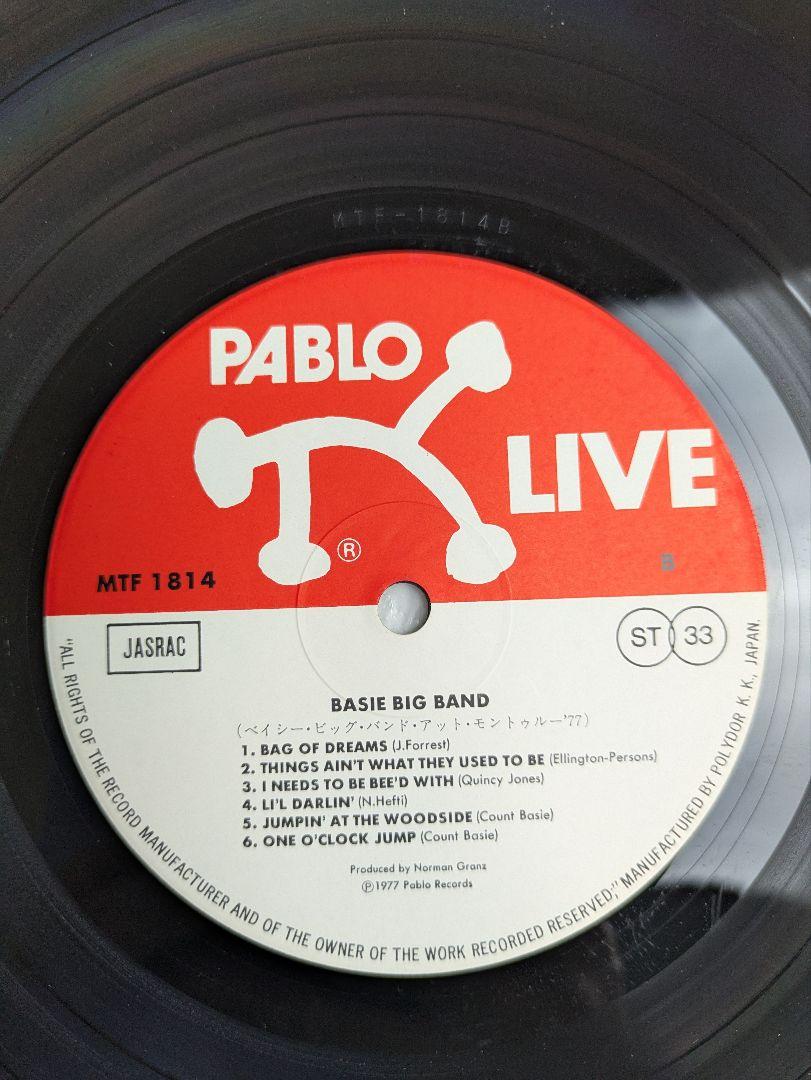 MTF-1814B
PABLO
LIVE
®
MTF 1814
B
JASRAC
ST 33
BASIE BIG BAND
(ベイシー・ビッグ・バンド・アット・モントゥルー'77)
1. BAG OF DREAMS (J.Forrest)
2. THINGS AIN'T WHAT THEY USED TO BE (Ellington-Persons)
3. I NEEDS TO BE BEE'D WITH (Quincy Jones)
4. LI'L DARLIN' (N.Hefti)
5. JUMPIN' AT THE WOODSIDE (Count Basie)
6. ONE O'CLOCK JUMP (Count Basie)
Produced by Norman Granz
℗1977 Pablo Records
"ALL RIGHTS OF THE RECORD MANUFACTURER AND OF THE OWNER OF THE WORK RECORDED RESERVED;" MANUFACTURED BY POLYDOR K. K., JAPAN.